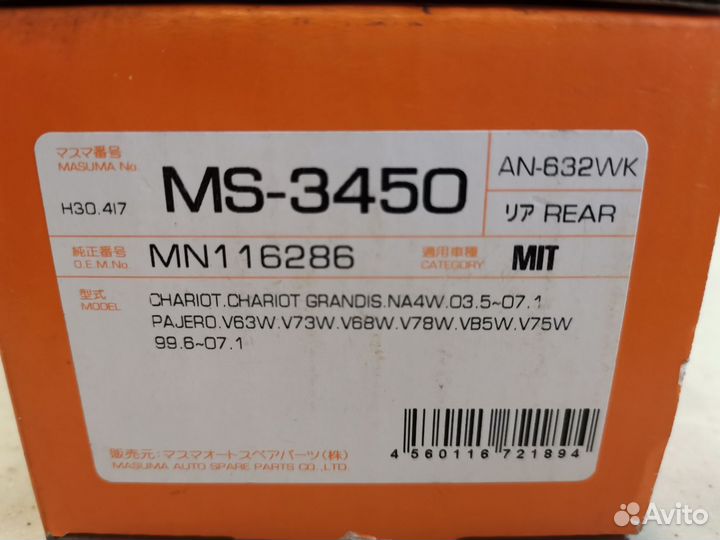 マスマ番号
MASUMA No.
MS-3450
AN-632WK
H30.417
リア REAR
純正番号
O.E.M.No.
MN116286
適用車種
CATEGORY
MIT
型式
MODEL
CHARIOT.CHARIOT GRANDIS.NA4W.03.5~07.1
PAJERO.V63W.V73W.V68W.V78W.VB5W.V75W
99.6~07.1
販売元:マスマオートスペアパーツ(株)
MASUMA AUTO SPARE PARTS CO.,LTD.
4 560116 721894
Avito